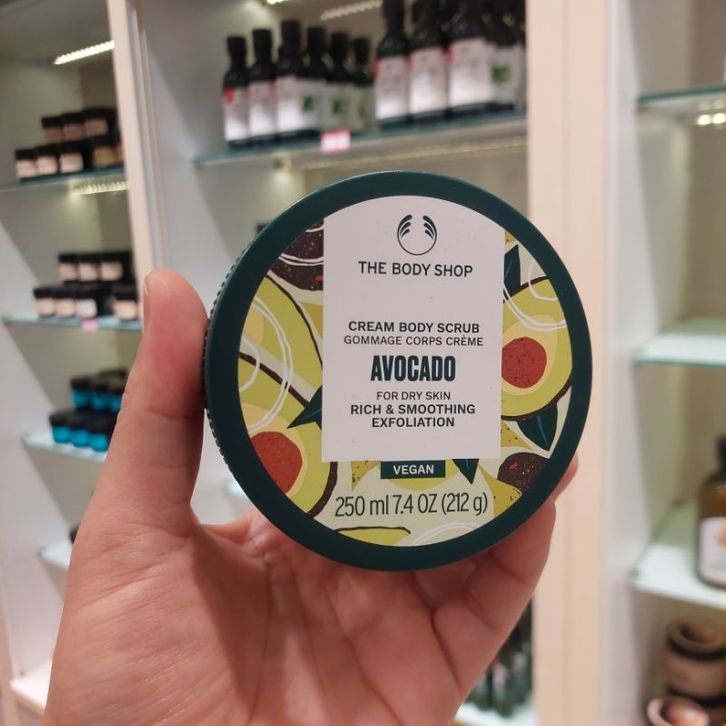 THE BODY SHOP
CREAM BODY SCRUB
GOMMAGE CORPS CRÈME
AVOCADO
FOR DRY SKIN
RICH & SMOOTHING
EXFOLIATION
VEGAN
250 ml 7.4 OZ (212 g)